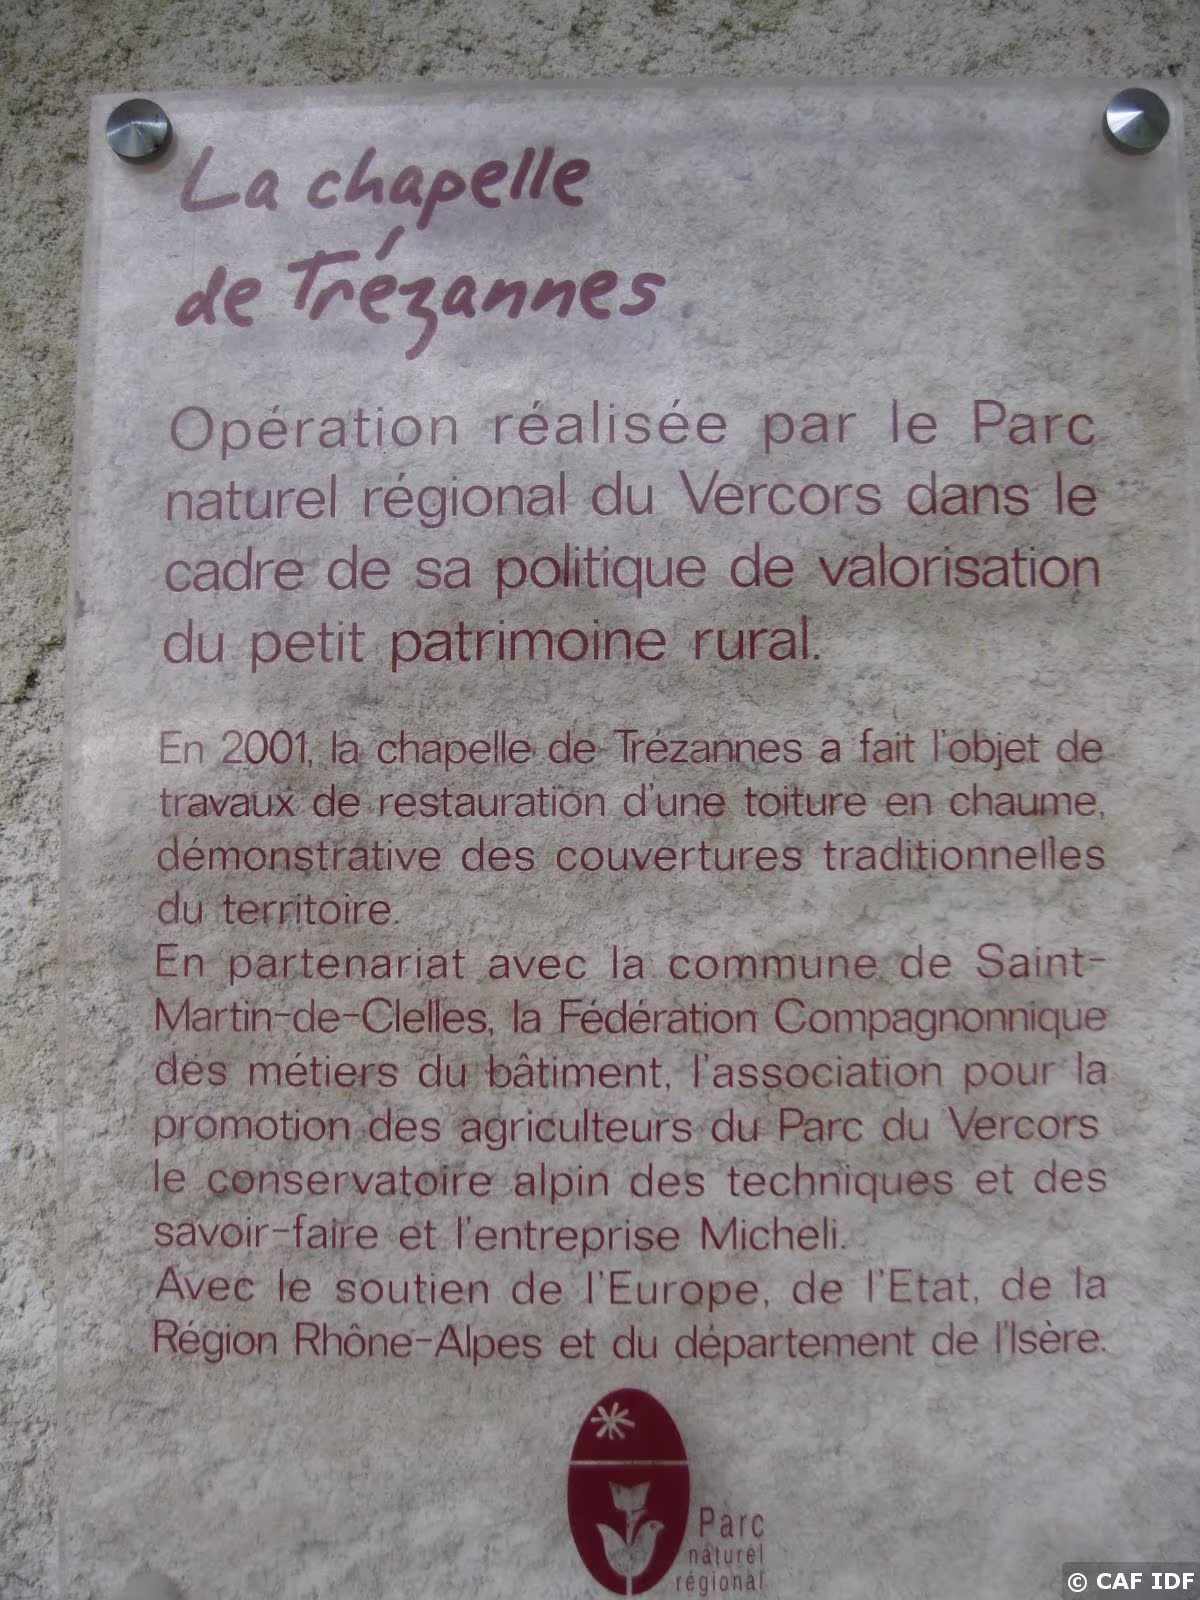 La chapelle
de Trézannes
Opération réalisée par le Parc
naturel régional du Vercors dans le
cadre de sa politique de valorisation
du petit patrimoine rural.
En 2001, la chapelle de Trézannes a fait l'objet de
travaux de restauration d'une toiture en chaume,
démonstrative des couvertures traditionnelles
du territoire.
En partenariat avec la commune de Saint-
Martin-de-Clelles, la Fédération Compagnonnique
des métiers du bâtiment, l'association pour la
promotion des agriculteurs du Parc du Vercors
le conservatoire alpin des techniques et des
savoir-faire et l'entreprise Micheli.
Avec le soutien de l'Europe, de l'Etat, de la
Région Rhône-Alpes et du département de l'Isère.
Parc
naturel
régional
© CAF IDF